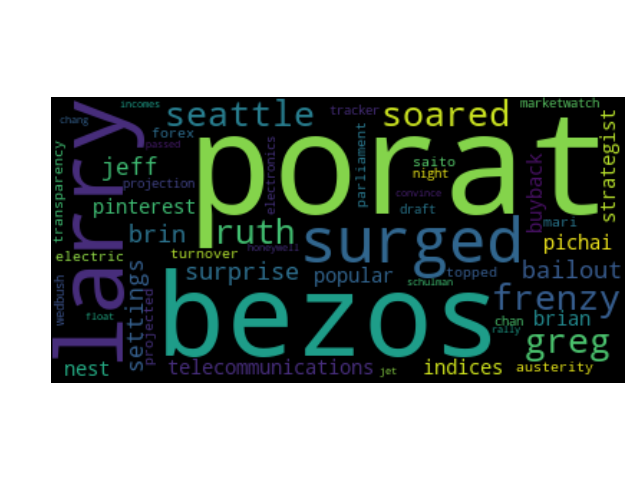 incomes
marketwatch
chang
seattle
tracker
soared
forex
passed
porat
larry
transparency
jeff
projection
electronics
parliament
saito
night
convince
draft
buyback
strategist
pinterest
brin
ruth
surged
mari
pichai
electric
turnover
honeywell
settings
projected
surprise
popular
topped
schulman
bailout
wedbush
float
bezos
frenzy
chan
brian
rally
greg
nest
telecommunications
jet
indices
austerity